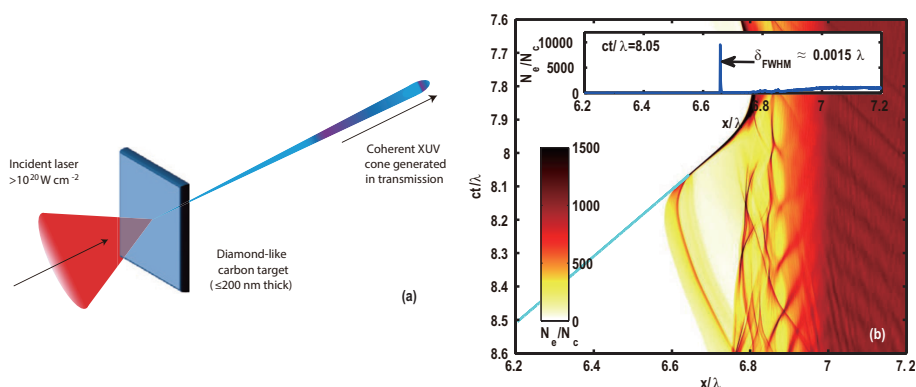 Incident laser
>10²⁰ W cm⁻²
Coherent XUV
cone generated
in transmission
Diamond-like
carbon target
(≤200 nm thick)
(a)
(b)
7.6
7.7
7.8
7.9
8
8.1
8.2
8.3
8.4
8.5
8.6
ct/λ
10000
5000
0
N_e/N_c
ct/ λ=8.05
δ_FWHM ≈ 0.0015 λ
6.2
6.4
6.6
6.8
7
7.2
x/λ
1500
1000
500
0
N_e/N_c
(b)
6.2
6.4
6.6
6.8
7
7.2
x/λ